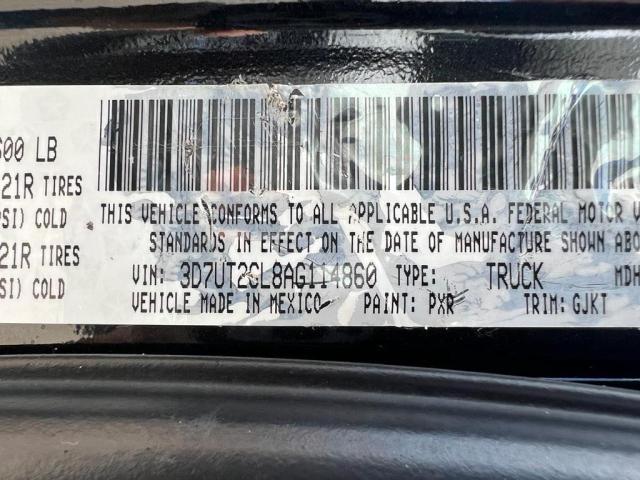 600 LB
21R TIRES
PSI) COLD
21R TIRES
SI) COLD
THIS VEHICLE CONFORMS TO ALL APPLICABLE U.S.A. FEDERAL MOTOR
STANDARDS IN EFFECT ON THE DATE OF MANUFACTURE SHOWN ABO
VIN: 3D7UT2CL8AG114860 TYPE: TRUCK MDH
VEHICLE MADE IN MEXICO PAINT: PXR TRIM: GJKT